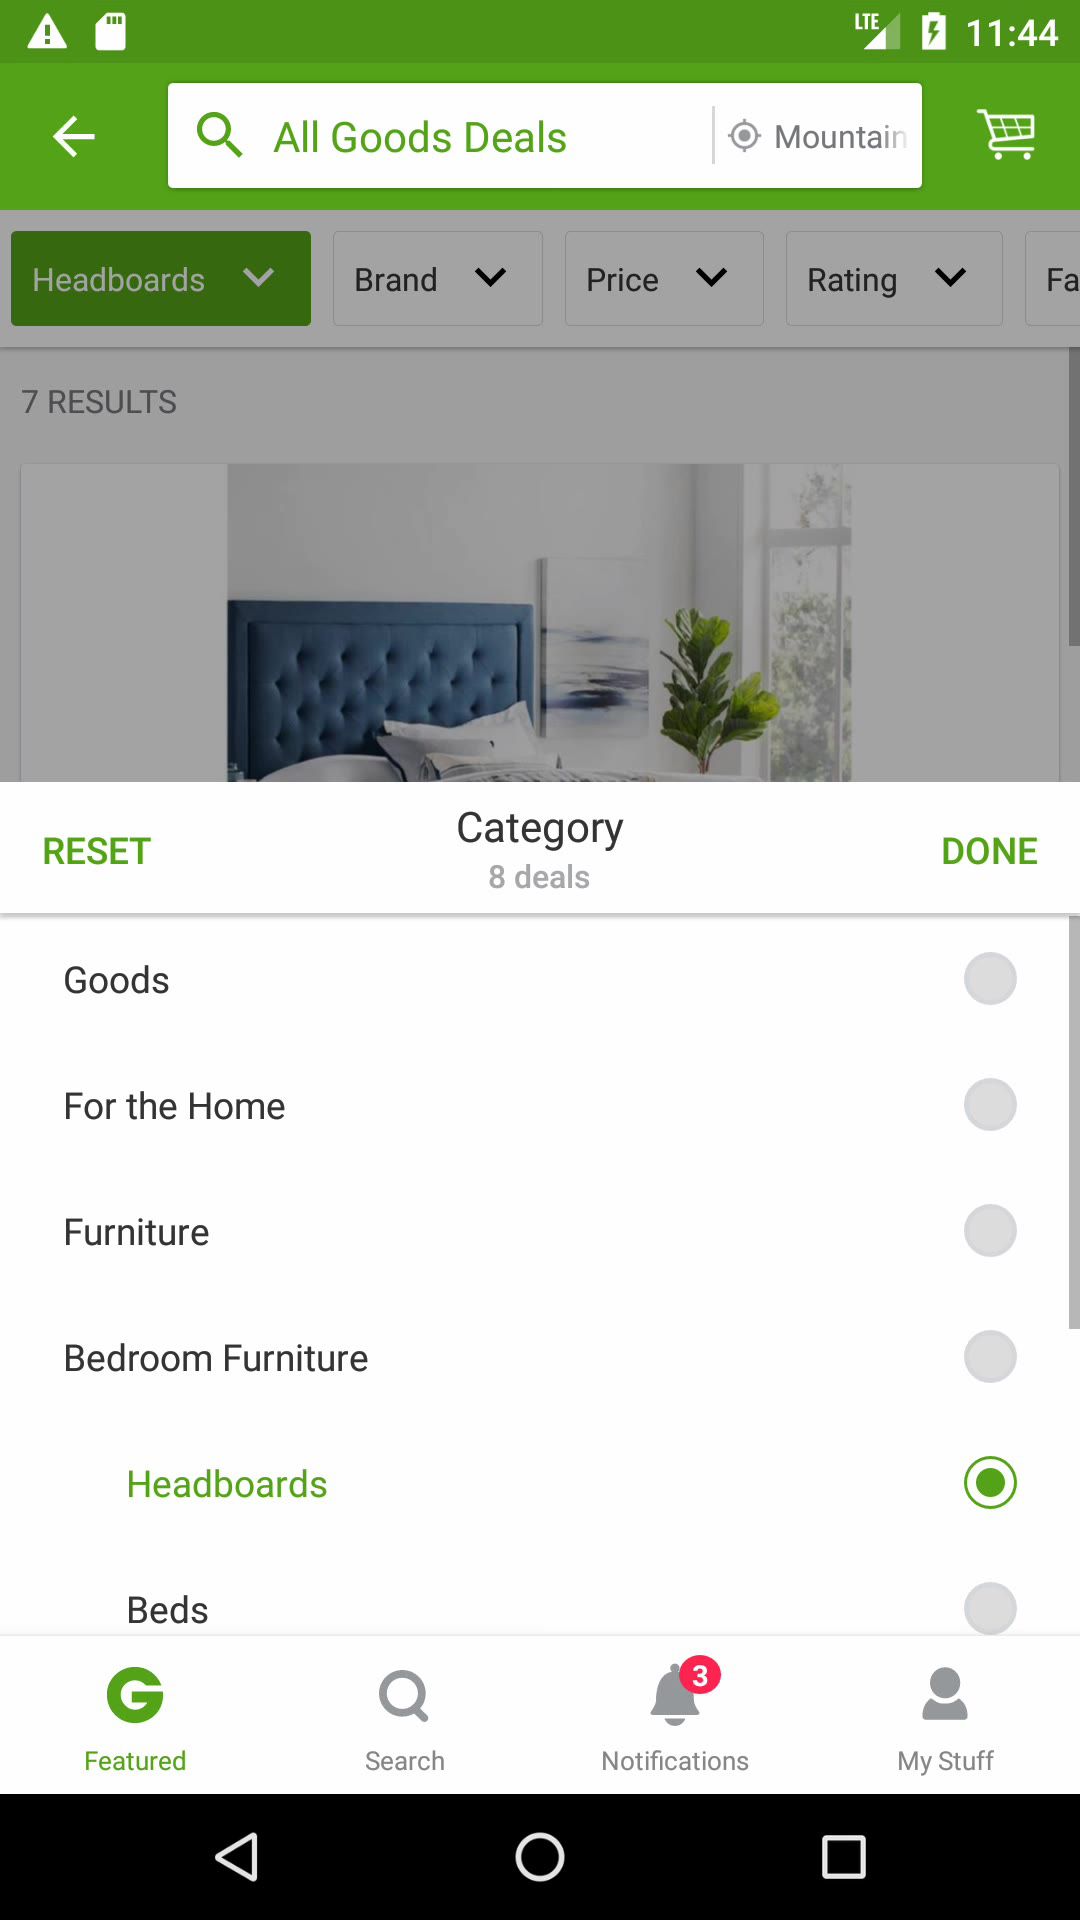 LTE 11:44
All Goods Deals
Mountain
Headboards
Brand
Price
Rating
Fa
7 RESULTS
RESET
Category
8 deals
DONE
Goods
For the Home
Furniture
Bedroom Furniture
Headboards
Beds
G
3
Featured
Search
Notifications
My Stuff